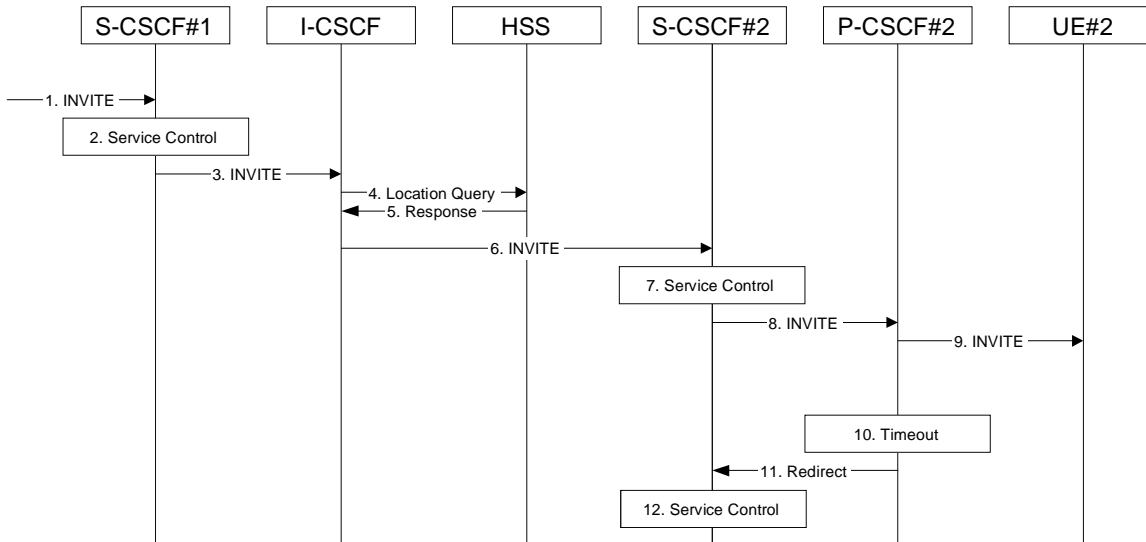 S-CSCF#1
I-CSCF
HSS
S-CSCF#2
P-CSCF#2
UE#2
1. INVITE
2. Service Control
3. INVITE
4. Location Query
5. Response
6. INVITE
7. Service Control
8. INVITE
9. INVITE
10. Timeout
11. Redirect
12. Service Control